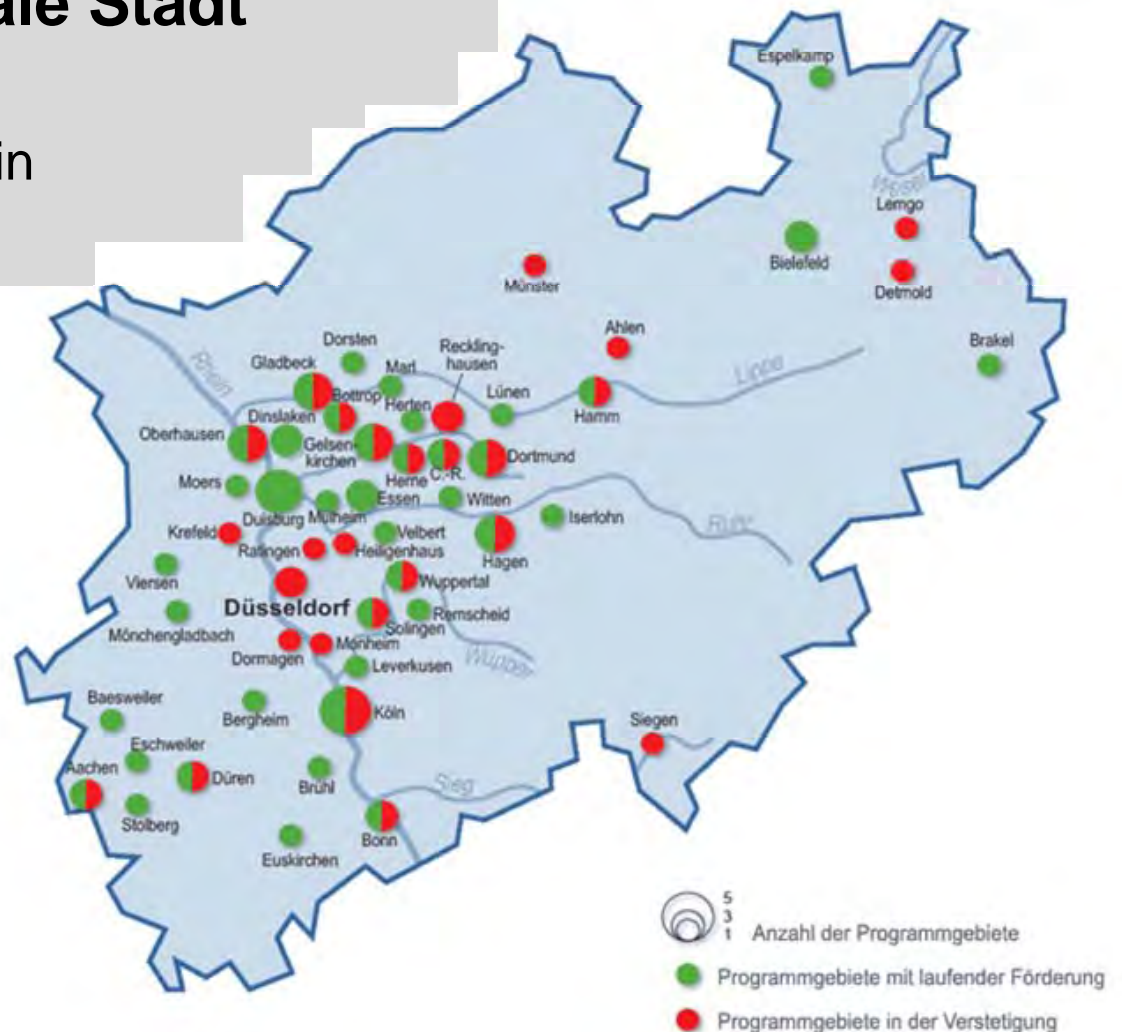 ale Stadt
in
Espelkamp
Weser
Lemgo
Bielefeld
Detmold
Münster
Ahlen
Brakel
Dorsten
Reckling-
hausen
Gladbeck
Marl
Rhein
Lippe
Bottrop
Herten
Lünen
Hamm
Dinslaken
Oberhausen
Gelsen-
kirchen
Dortmund
Herne
C.-R.
Moers
Essen
Witten
Duisburg
Mülheim
Iserlohn
Ruhr
Krefeld
Velbert
Ratingen
Heiligenhaus
Hagen
Viersen
Wuppertal
Düsseldorf
Remscheid
Solingen
Mönchengladbach
Monheim
Dormagen
Leverkusen
Wupper
Baesweiler
Bergheim
Köln
Siegen
Eschweiler
Aachen
Düren
Brühl
Sieg
Stolberg
Bonn
Euskirchen
5
3
1
Anzahl der Programmgebiete
Programmgebiete mit laufender Förderung
Programmgebiete in der Verstetigung